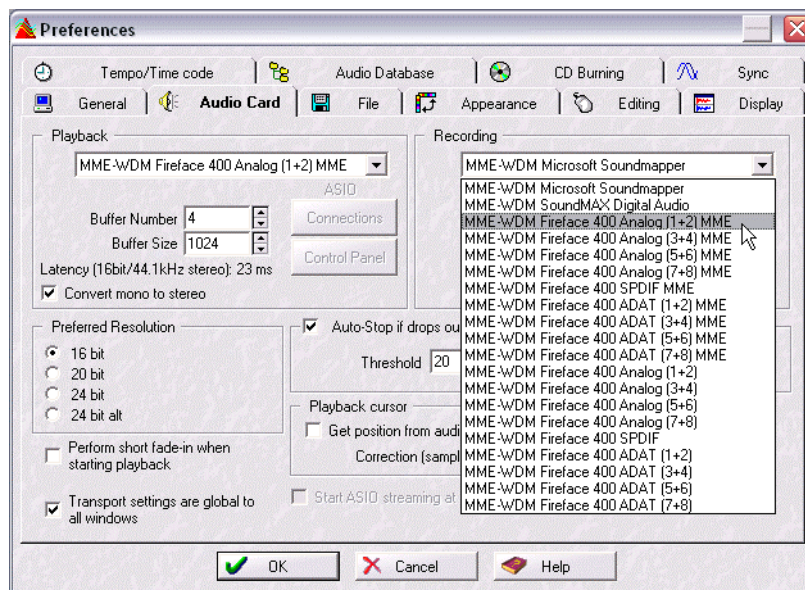 Preferences
Tempo/Time code
Audio Database
CD Burning
Sync
General
Audio Card
File
Appearance
Editing
Display
Playback
MME-WDM Fireface 400 Analog (1+2) MME
ASIO
Buffer Number 4
Connections
Buffer Size 1024
Control Panel
Latency (16bit/44.1kHz stereo): 23 ms
Convert mono to stereo
Recording
MME-WDM Microsoft Soundmapper
MME-WDM Microsoft Soundmapper
MME-WDM SoundMAX Digital Audio
MME-WDM Fireface 400 Analog (1+2) MME
MME-WDM Fireface 400 Analog (3+4) MME
MME-WDM Fireface 400 Analog (5+6) MME
MME-WDM Fireface 400 Analog (7+8) MME
MME-WDM Fireface 400 SPDIF MME
MME-WDM Fireface 400 ADAT (1+2) MME
MME-WDM Fireface 400 ADAT (3+4) MME
MME-WDM Fireface 400 ADAT (5+6) MME
MME-WDM Fireface 400 ADAT (7+8) MME
MME-WDM Fireface 400 Analog (1+2)
MME-WDM Fireface 400 Analog (3+4)
MME-WDM Fireface 400 Analog (5+6)
MME-WDM Fireface 400 Analog (7+8)
MME-WDM Fireface 400 SPDIF
MME-WDM Fireface 400 ADAT (1+2)
MME-WDM Fireface 400 ADAT (3+4)
MME-WDM Fireface 400 ADAT (5+6)
MME-WDM Fireface 400 ADAT (7+8)
Preferred Resolution
16 bit
20 bit
24 bit
24 bit alt
Auto-Stop if drops ou
Threshold 20
Playback cursor
Get position from audi
Correction (sampl
Perform short fade-in when
starting playback
Transport settings are global to
all windows
Start ASIO streaming at
OK
Cancel
Help